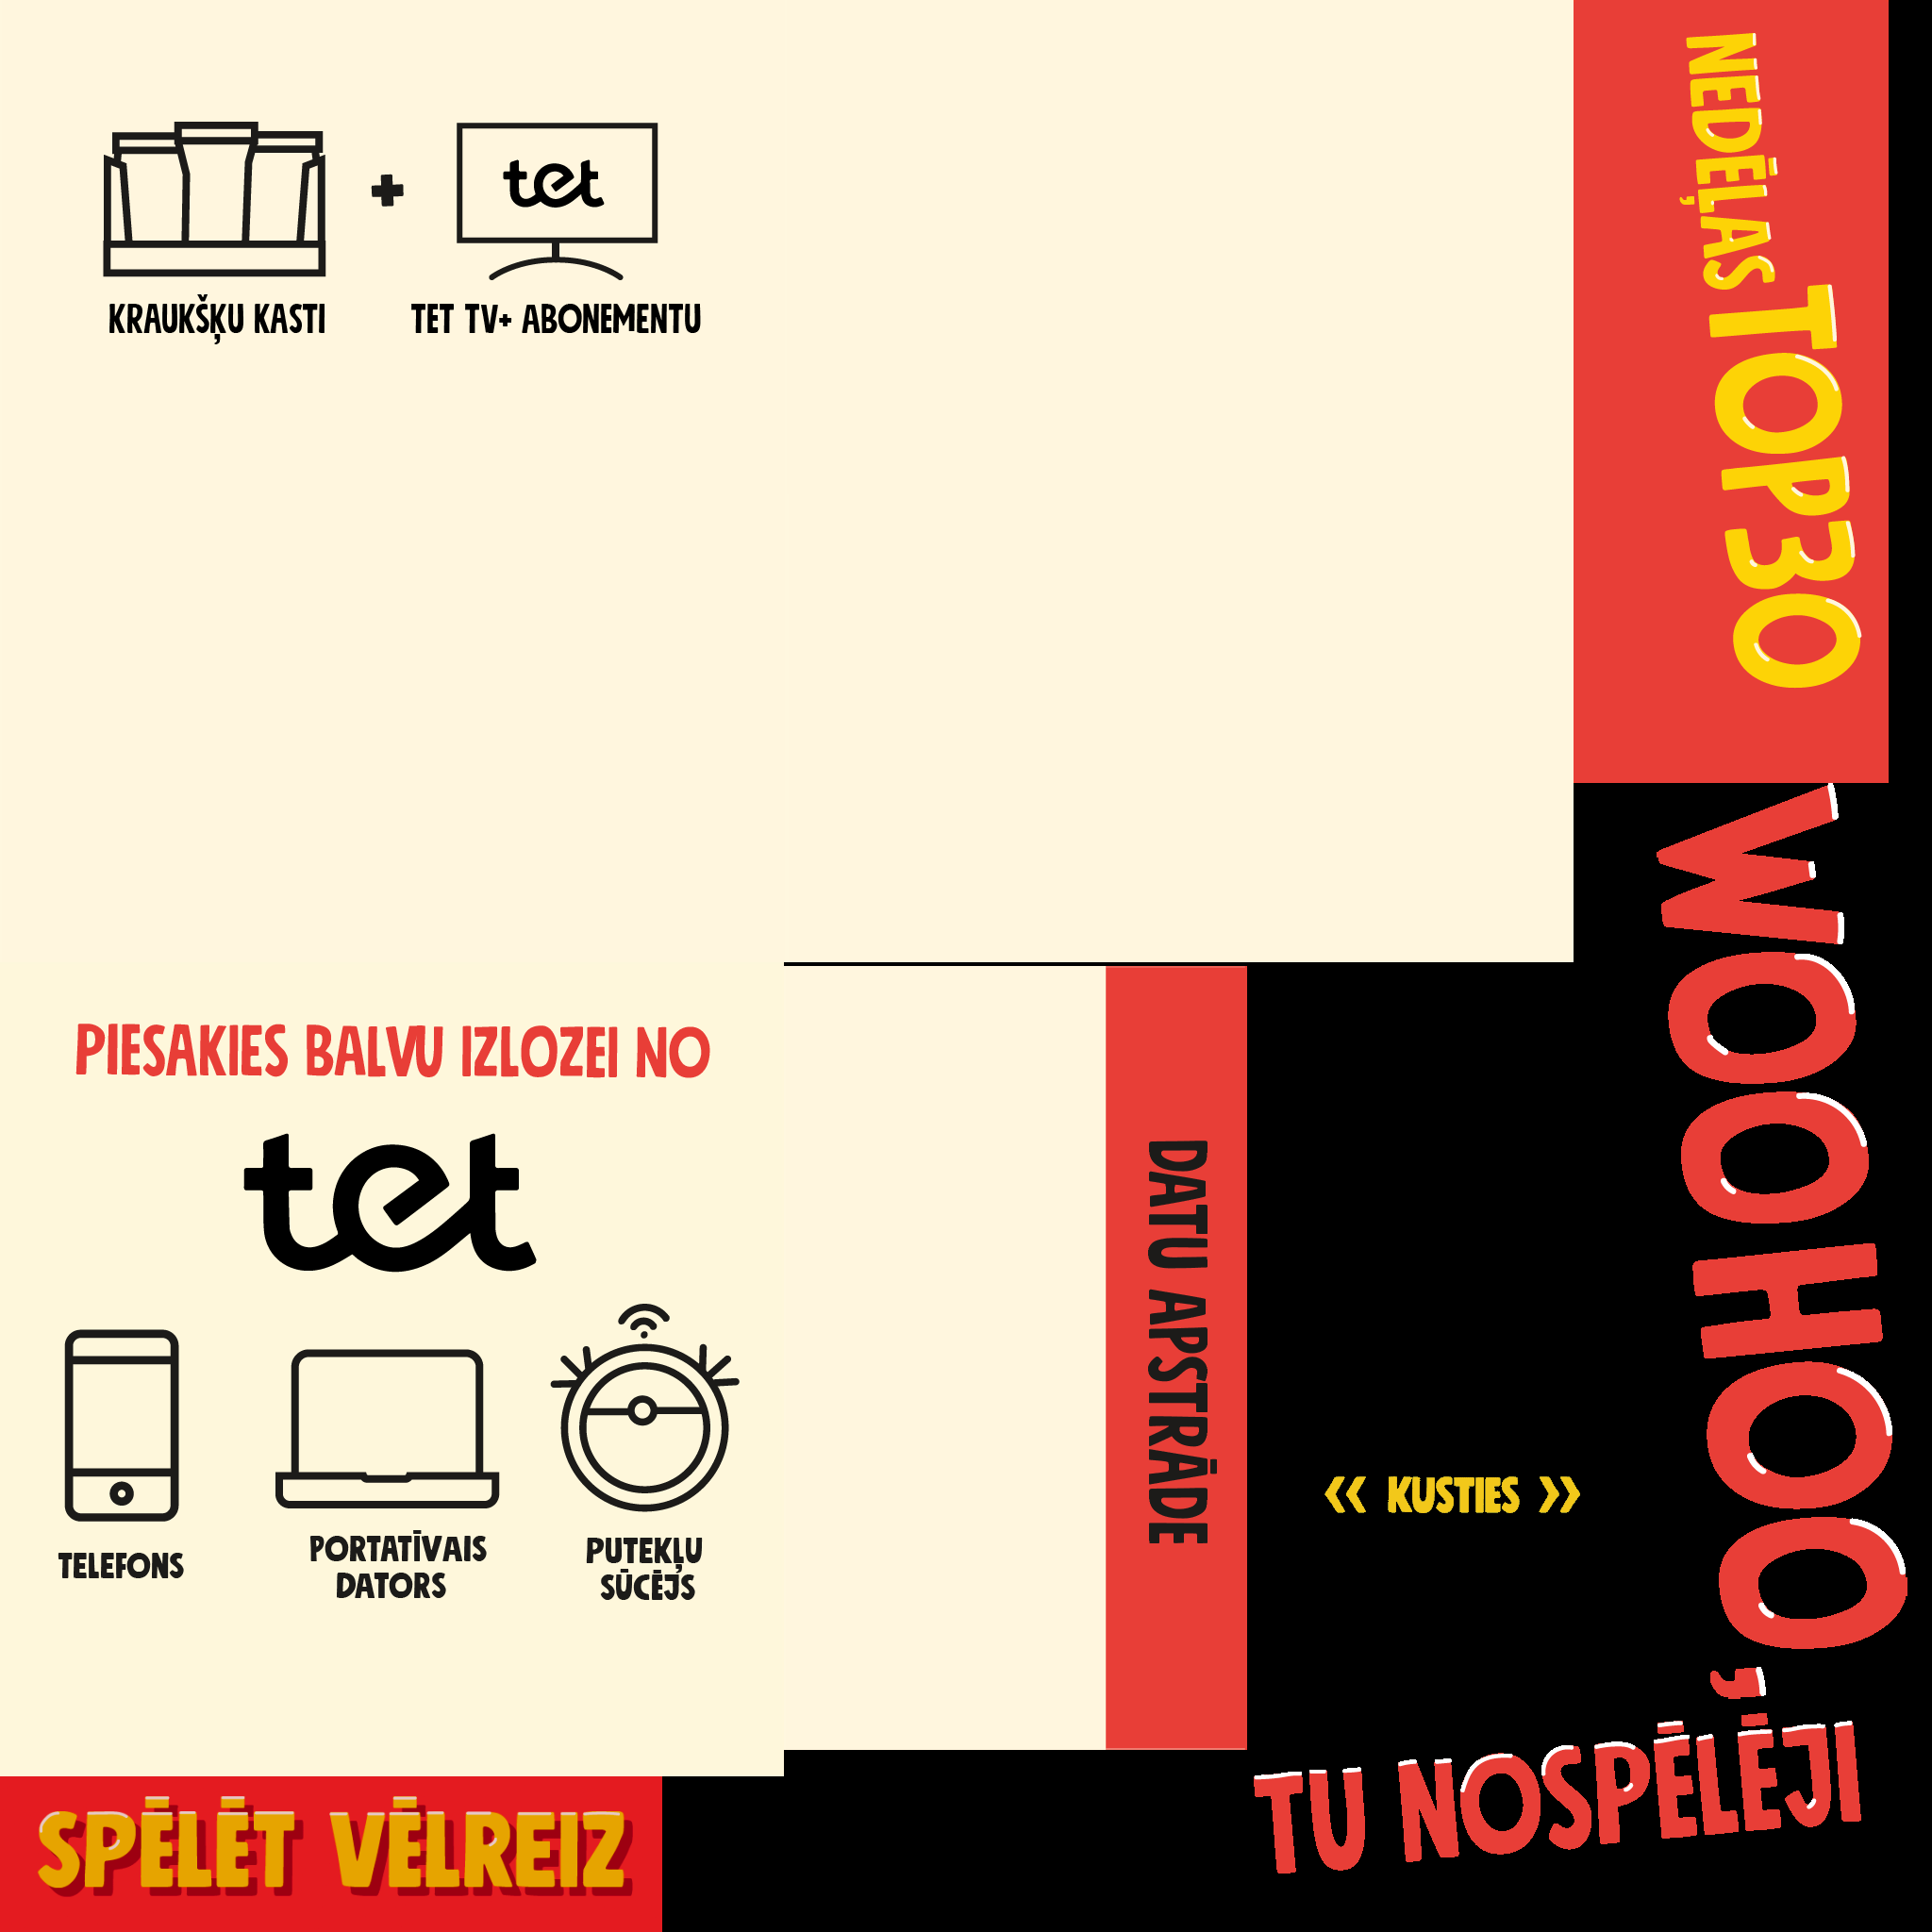 tet
+
KRAUKŠĶU KASTI
TET TV+ ABONEMENTU
NEDĒĻAS TOP30
PIESAKIES BALVU IZLOZEI NO
tet
TELEFONS
PORTATĪVAIS
DATORS
PUTEKĻU
SŪCĒJS
DATU APSTRĀDE
« KUSTIES »
WOOHOO,
TU NOSPĒLĒJI
SPĒLĒT VĒLREIZ